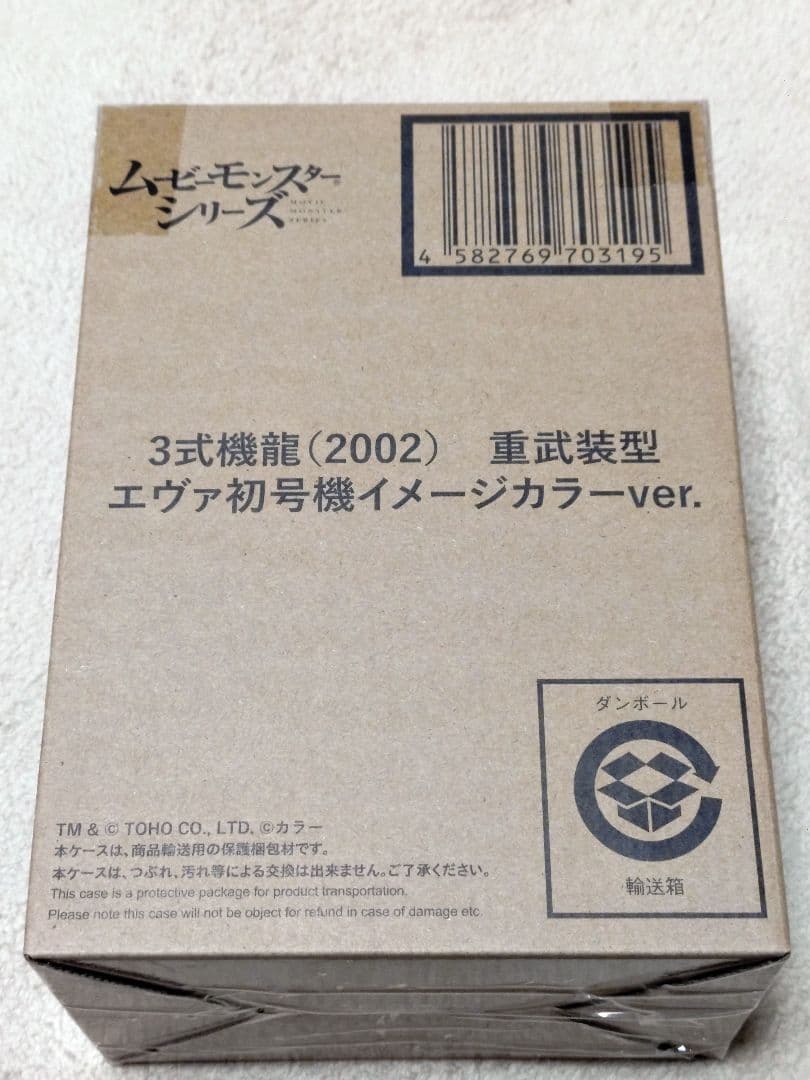 ムービーモンスター®
シリーズ
MOVIE
MONSTER
SERIES
4 582769 703195
3式機龍(2002) 重武装型
エヴァ初号機イメージカラーver.
ダンボール
輸送箱
TM & © TOHO CO., LTD. ©カラー
本ケースは、商品輸送用の保護梱包材です。
本ケースは、つぶれ、汚れ等による交換は出来ません。ご了承ください。
This case is a protective package for product transportation.
Please note this case will not be object for refund in case of damage etc.